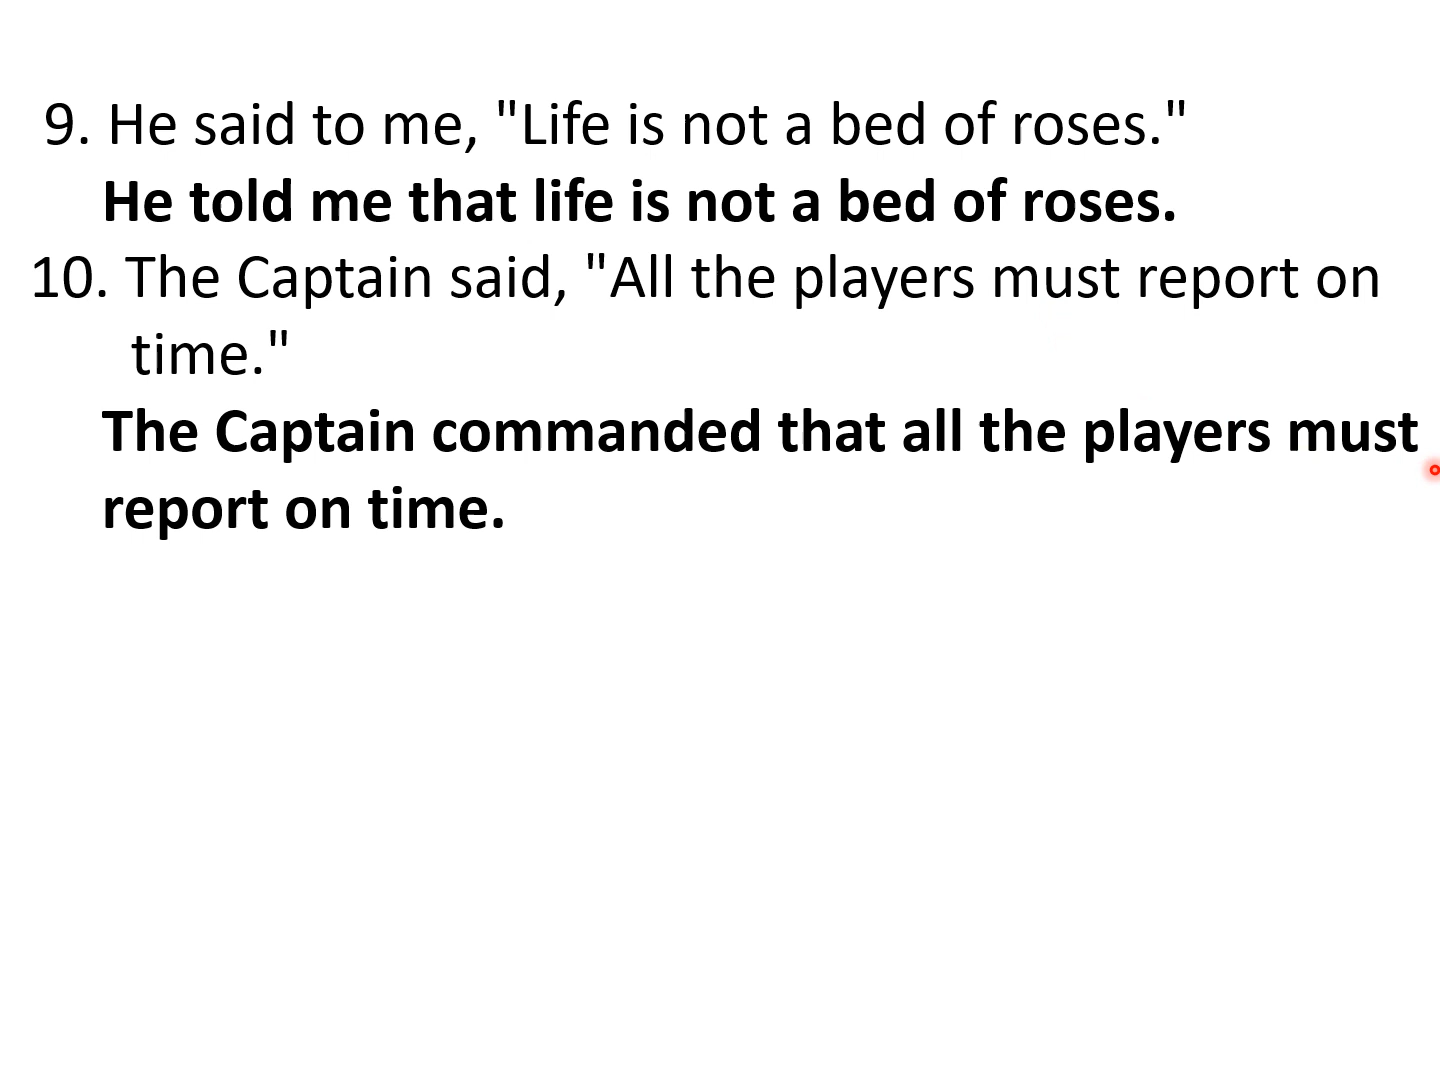 9. He said to me, "Life is not a bed of roses."
He told me that life is not a bed of roses.
10. The Captain said, "All the players must report on
time."
The Captain commanded that all the players must
report on time.